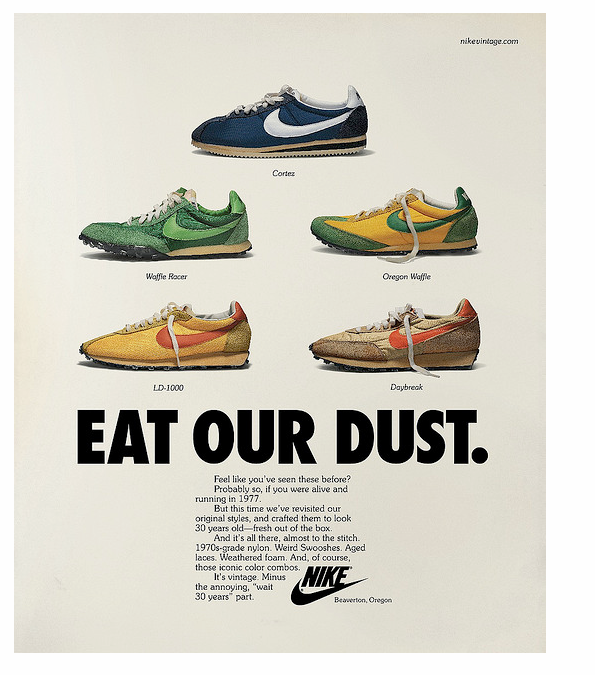 nikevintage.com
Cortez
Waffle Racer
Oregon Waffle
LD-1000
Daybreak
EAT OUR DUST.
Feel like you've seen these before?
Probably so, if you were alive and
running in 1977.
But this time we've revisited our
original styles, and crafted them to look
30 years old—fresh out of the box.
And it's all there, almost to the stitch.
1970s-grade nylon. Weird Swooshes. Aged
laces. Weathered foam. And, of course,
those iconic color combos.
It's vintage. Minus
the annoying, "wait
30 years" part.
NIKE
Beaverton, Oregon